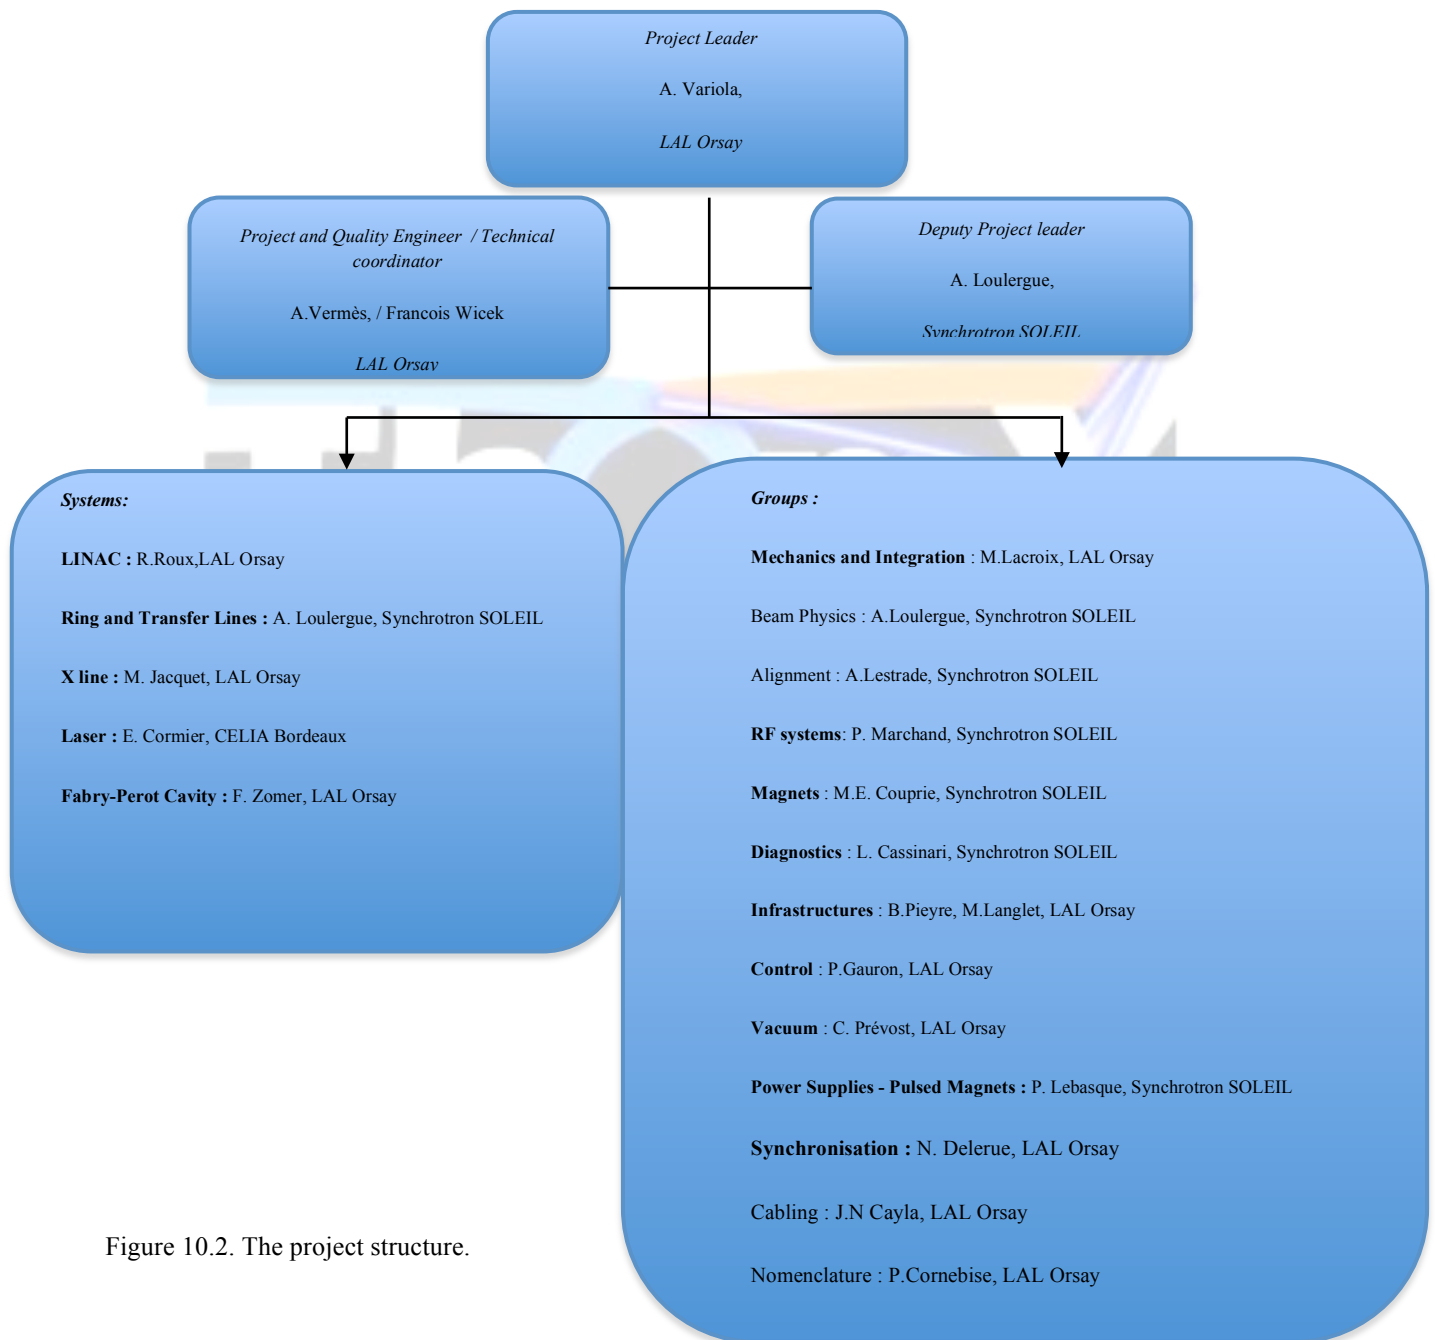 Project Leader
A. Variola,
LAL Orsay
Project and Quality Engineer / Technical
coordinator
A.Vermès, / Francois Wicek
LAL Orsay
Deputy Project leader
A. Loulergue,
Synchrotron SOLEIL
Systems:
LINAC : R.Roux,LAL Orsay
Ring and Transfer Lines : A. Loulergue, Synchrotron SOLEIL
X line : M. Jacquet, LAL Orsay
Laser : E. Cormier, CELIA Bordeaux
Fabry-Perot Cavity : F. Zomer, LAL Orsay
Groups :
Mechanics and Integration : M.Lacroix, LAL Orsay
Beam Physics : A.Loulergue, Synchrotron SOLEIL
Alignment : A.Lestrade, Synchrotron SOLEIL
RF systems: P. Marchand, Synchrotron SOLEIL
Magnets : M.E. Couprie, Synchrotron SOLEIL
Diagnostics : L. Cassinari, Synchrotron SOLEIL
Infrastructures : B.Pieyre, M.Langlet, LAL Orsay
Control : P.Gauron, LAL Orsay
Vacuum : C. Prévost, LAL Orsay
Power Supplies - Pulsed Magnets : P. Lebasque, Synchrotron SOLEIL
Synchronisation : N. Delerue, LAL Orsay
Cabling : J.N Cayla, LAL Orsay
Nomenclature : P.Cornebise, LAL Orsay
Figure 10.2. The project structure.